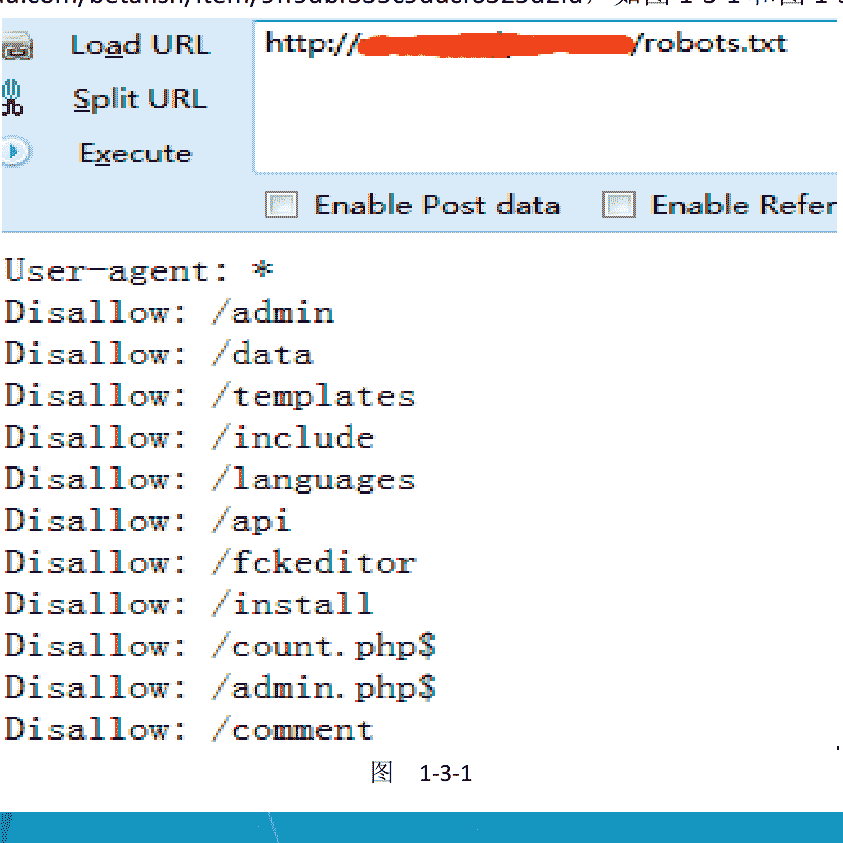 Load URL
http://
/robots.txt
Split URL
Execute
Enable Post data
Enable Refer
User-agent: *
Disallow: /admin
Disallow: /data
Disallow: /templates
Disallow: /include
Disallow: /languages
Disallow: /api
Disallow: /fckeditor
Disallow: /install
Disallow: /count.php$
Disallow: /admin.php$
Disallow: /comment
图 1-3-1